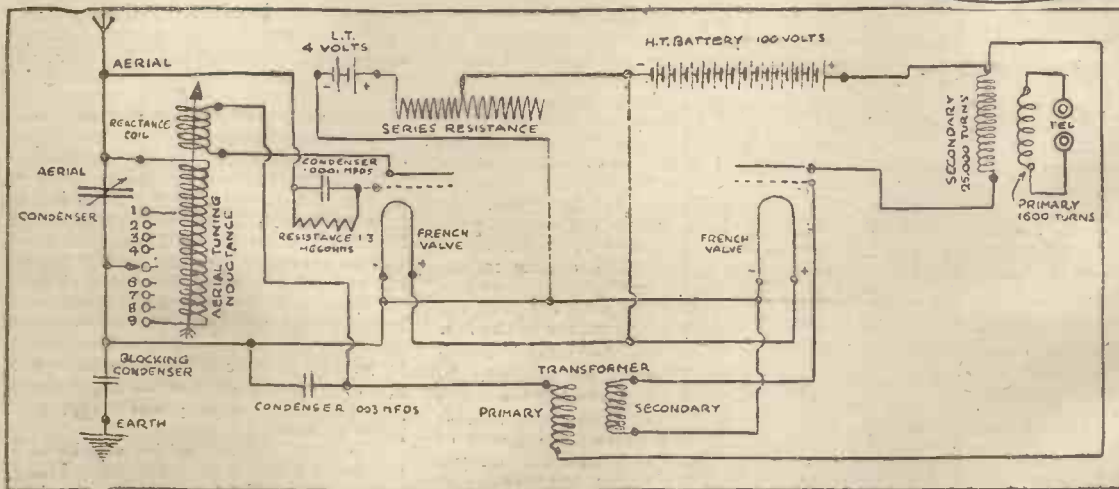 L.T.
4 VOLTS
H.T. BATTERY 100 VOLTS
AERIAL
- +
- +
REACTANCE
COIL
SERIES RESISTANCE
SECONDARY
25.000 TURNS
TEL
CONDENSER
.0001 MFDS
AERIAL
CONDENSER
1
2
3
4
6
7
8
9
AERIAL TUNING
INDUCTANCE
RESISTANCE 1.3
MEGOHMS
FRENCH
VALVE
- +
FRENCH
VALVE
- +
PRIMARY
1600 TURNS
BLOCKING
CONDENSER
TRANSFORMER
CONDENSER .003 MFDS
PRIMARY
SECONDARY
EARTH